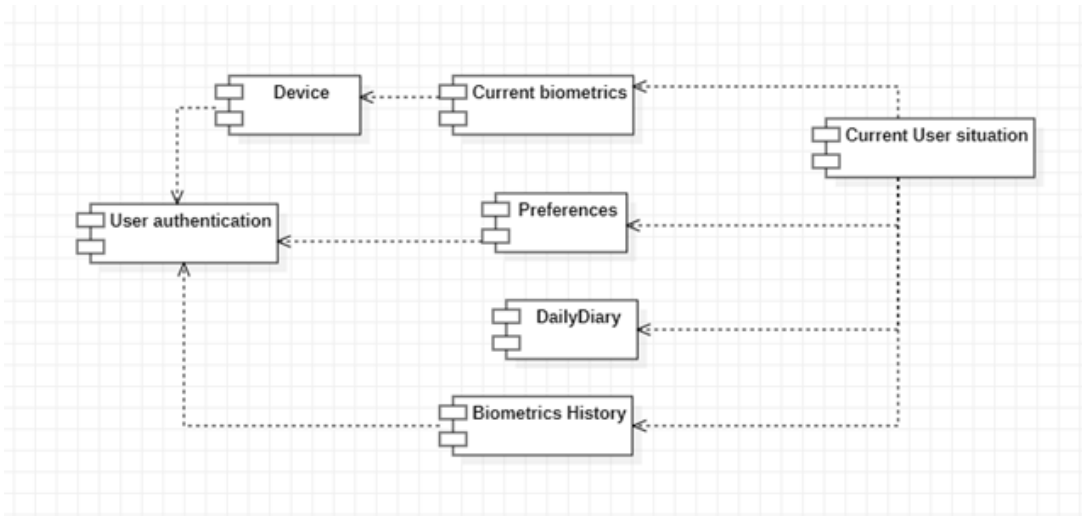 Device
Current biometrics
Current User situation
User authentication
Preferences
DailyDiary
Biometrics History